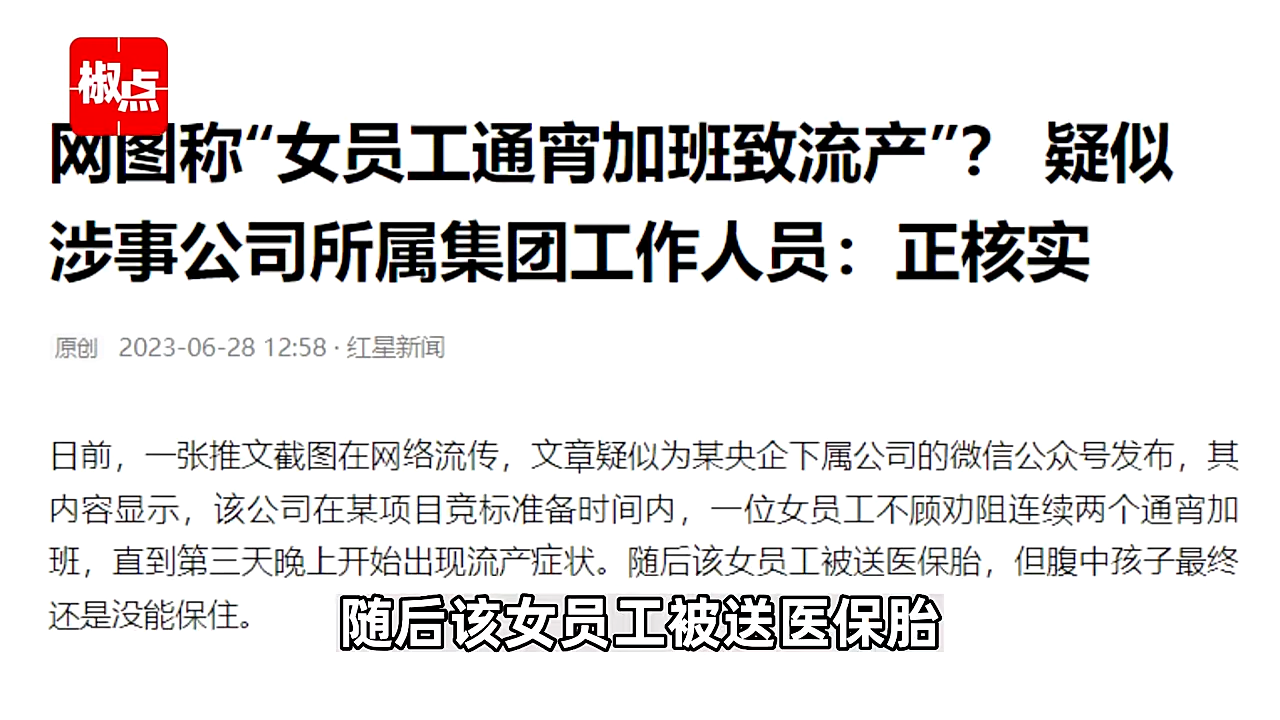 椒点
网图称“女员工通宵加班致流产”？ 疑似
涉事公司所属集团工作人员：正核实
原创 2023-06-28 12:58 · 红星新闻
日前，一张推文截图在网络流传，文章疑似为某央企下属公司的微信公众号发布，其
内容显示，该公司在某项目竞标准备时间内，一位女员工不顾劝阻连续两个通宵加
班，直到第三天晚上开始出现流产症状。随后该女员工被送医保胎，但腹中孩子最终
还是没能保住。
随后该女员工被送医保胎